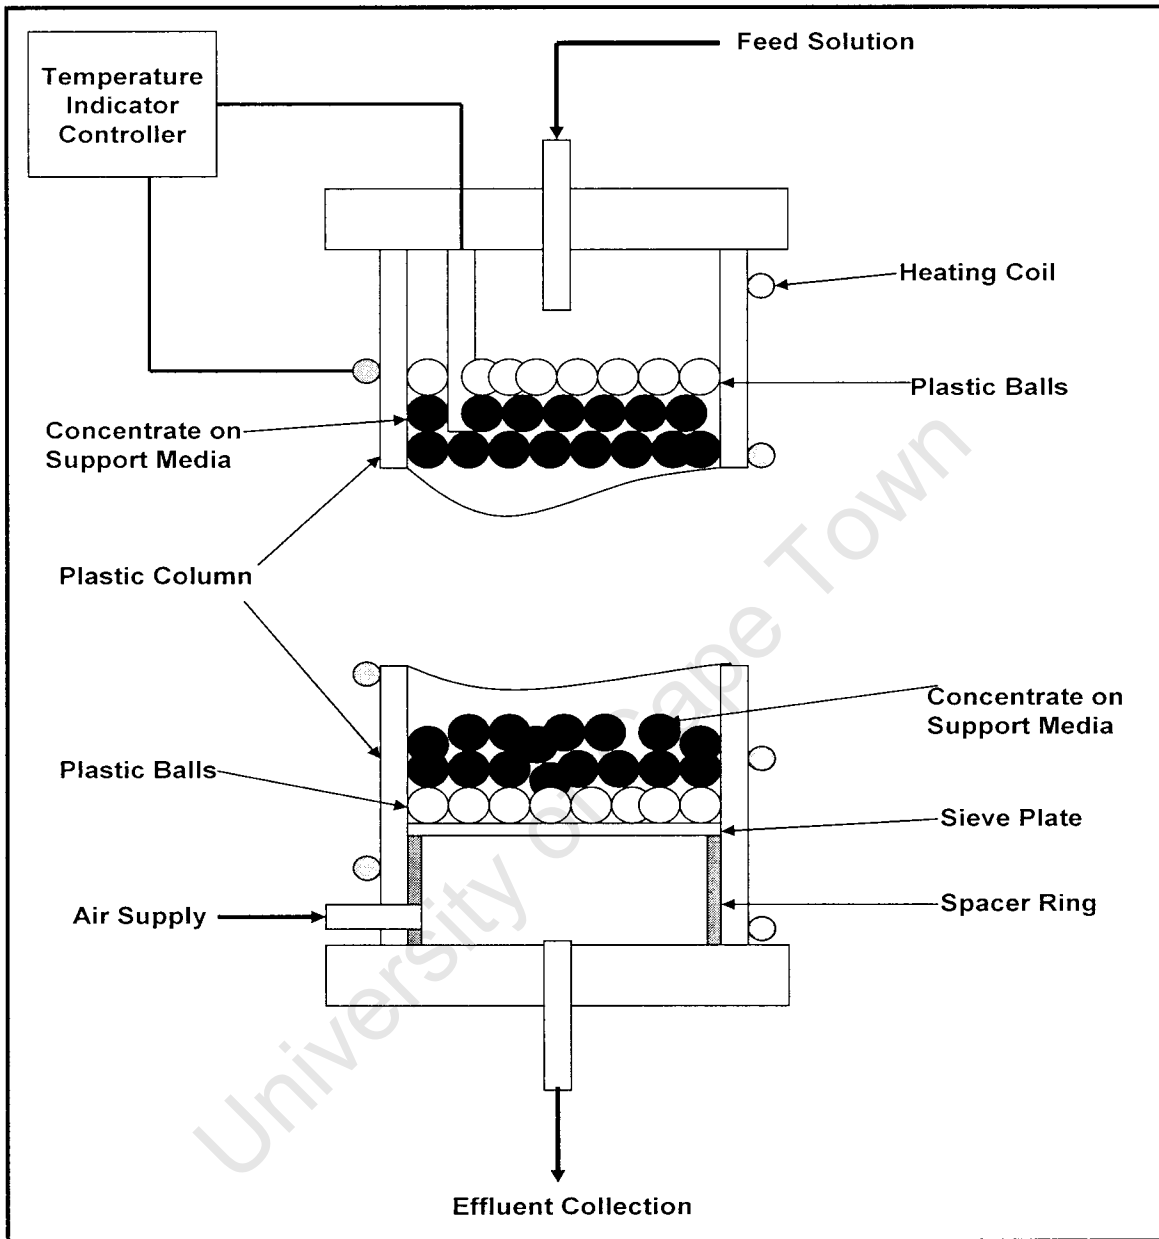 Feed Solution
Temperature
Indicator
Controller
Heating Coil
Plastic Balls
Concentrate on
Support Media
Plastic Column
Concentrate on
Support Media
Plastic Balls
Sieve Plate
Spacer Ring
Air Supply
Effluent Collection
University of Cape Town